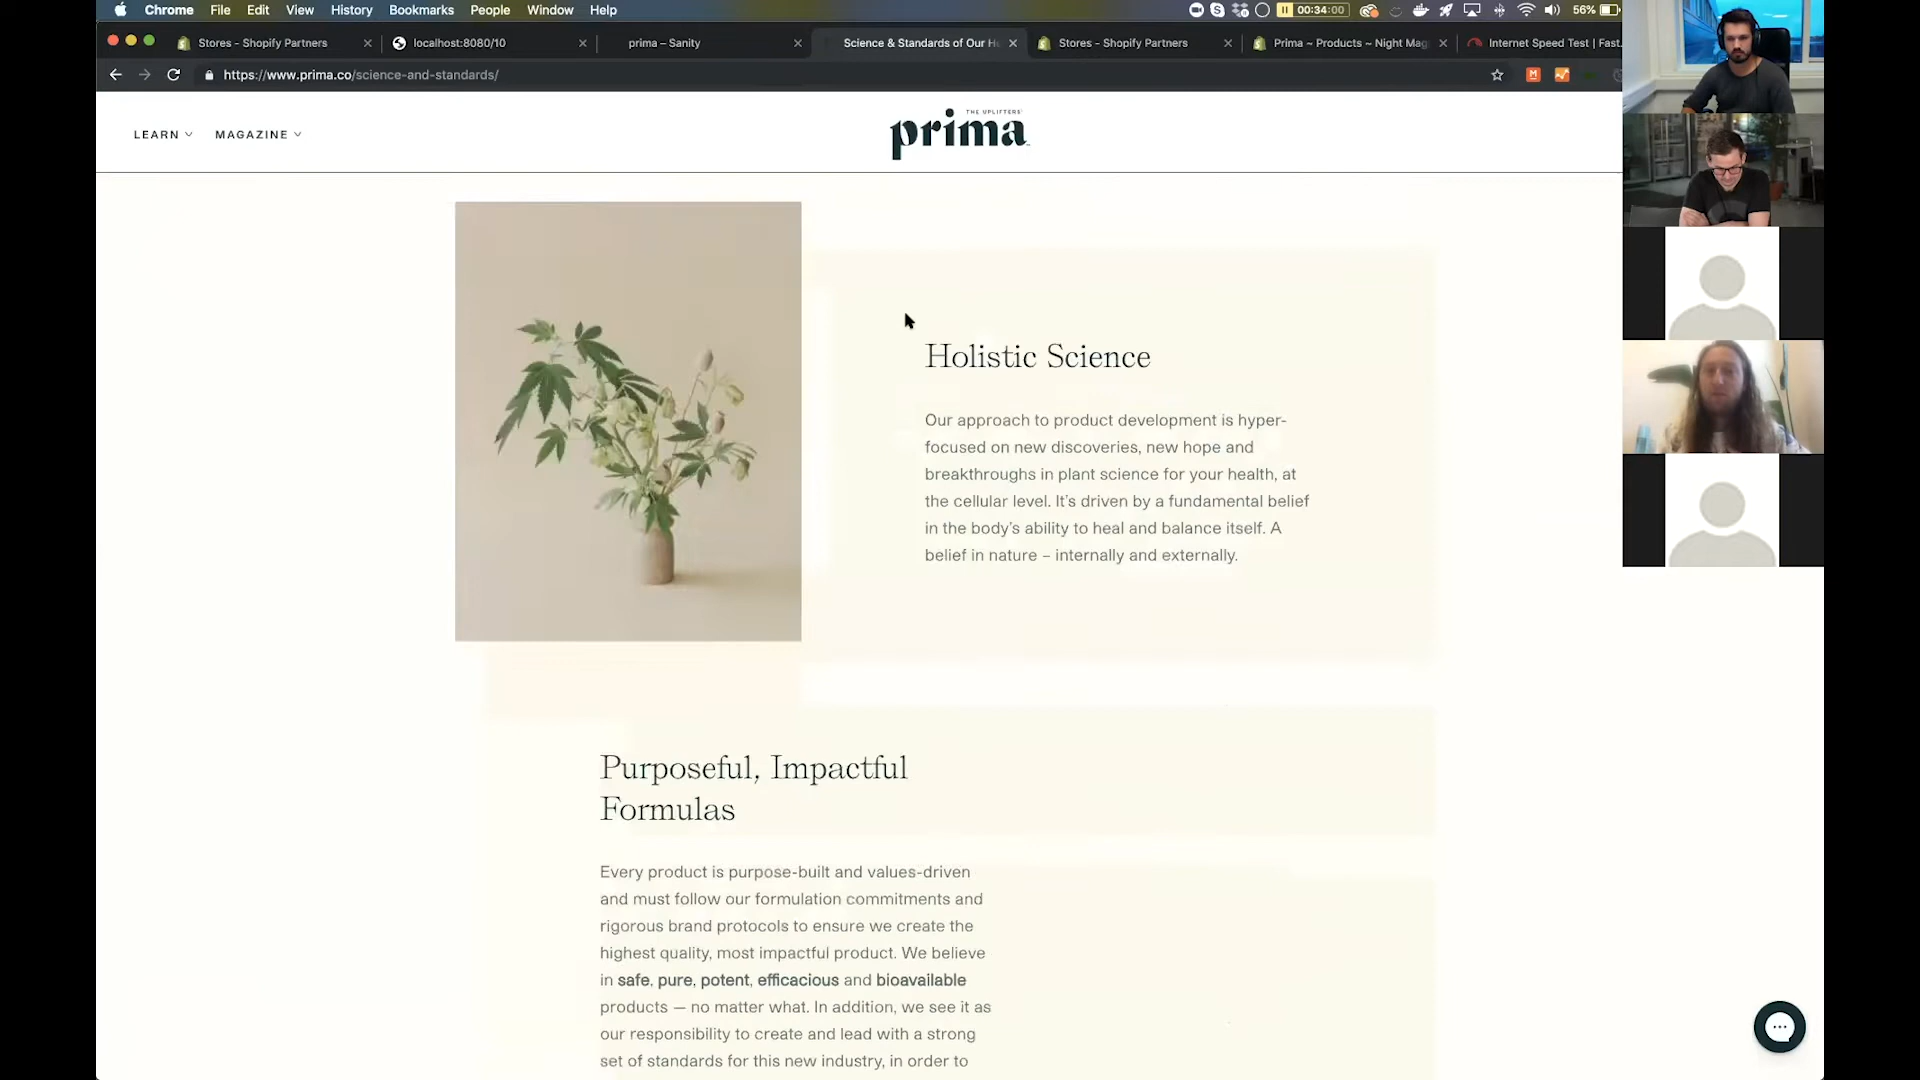 Chrome File Edit View History Bookmarks People Window Help 00:34:00 56%
Stores - Shopify Partners
localhost:8080/10
prima – Sanity
Science & Standards of Our H
Stores - Shopify Partners
Prima ~ Products ~ Night Mag
Internet Speed Test | Fast.
https://www.prima.co/science-and-standards/
LEARN MAGAZINE
THE UPLIFTERS'
prima
Holistic Science
Our approach to product development is hyper-
focused on new discoveries, new hope and
breakthroughs in plant science for your health, at
the cellular level. It's driven by a fundamental belief
in the body's ability to heal and balance itself. A
belief in nature – internally and externally.
Purposeful, Impactful
Formulas
Every product is purpose-built and values-driven
and must follow our formulation commitments and
rigorous brand protocols to ensure we create the
highest quality, most impactful product. We believe
in safe, pure, potent, efficacious and bioavailable
products — no matter what. In addition, we see it as
our responsibility to create and lead with a strong
set of standards for this new industry, in order to